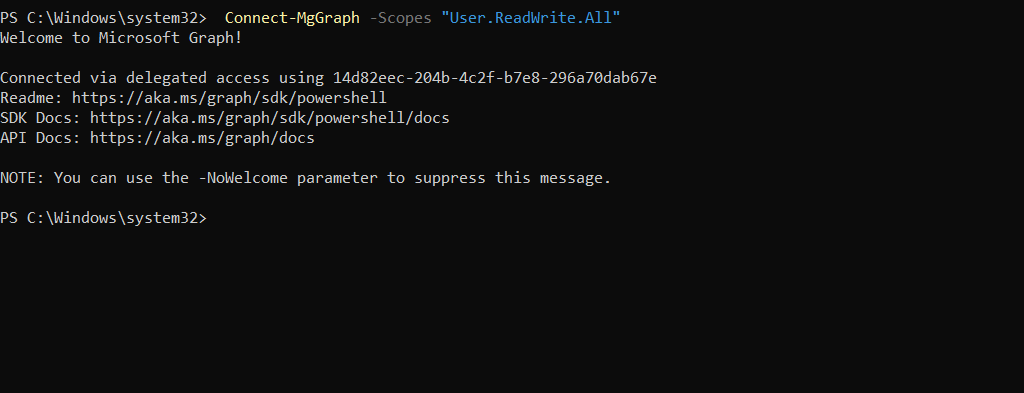 PS C:\Windows\system32>  Connect-MgGraph -Scopes "User.ReadWrite.All"
Welcome to Microsoft Graph!
Connected via delegated access using 14d82eec-204b-4c2f-b7e8-296a70dab67e
Readme: https://aka.ms/graph/sdk/powershell
SDK Docs: https://aka.ms/graph/sdk/powershell/docs
API Docs: https://aka.ms/graph/docs
NOTE: You can use the -NoWelcome parameter to suppress this message.
PS C:\Windows\system32>